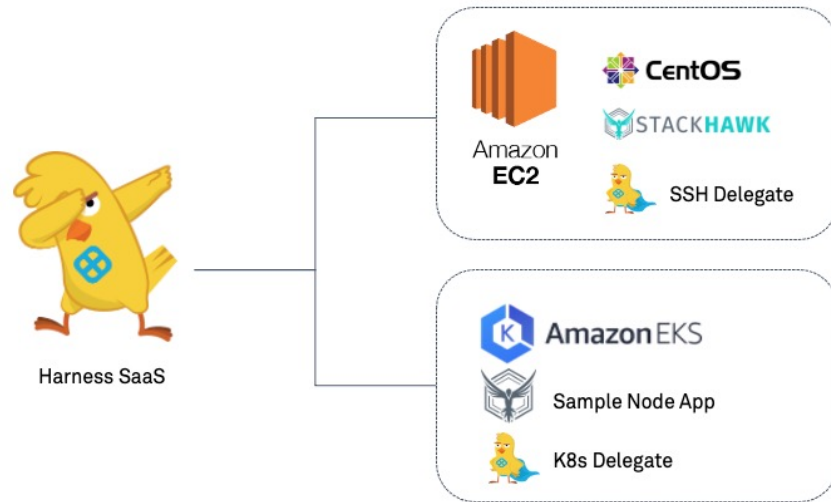 Harness SaaS
Amazon
EC2
CentOS
STACKHAWK
SSH Delegate
K
Amazon EKS
Sample Node App
K8s Delegate